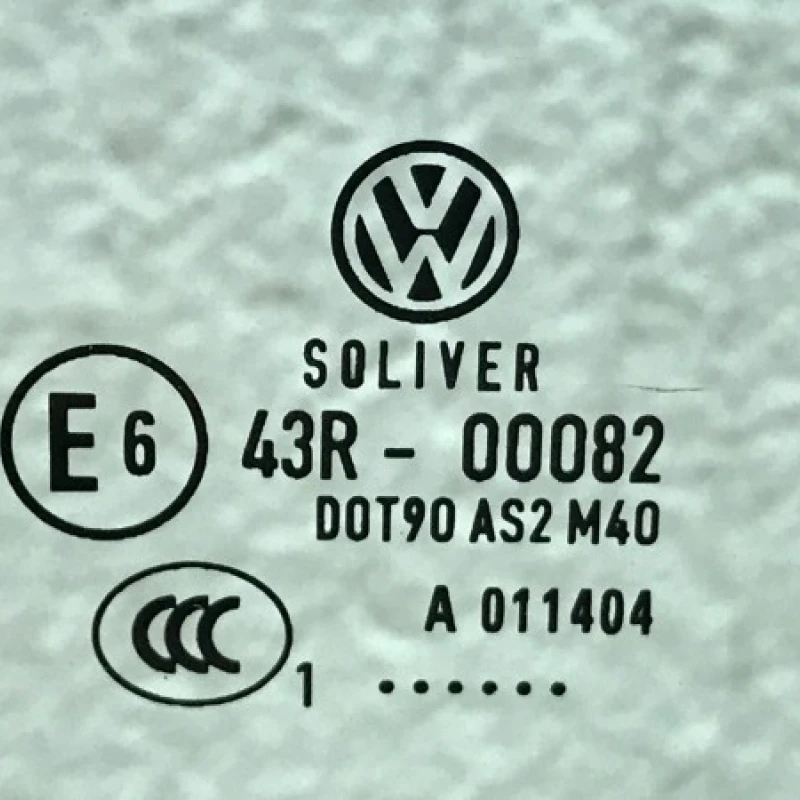 SOLIVER
E 6 43R - 00082
DOT90 AS2 M40
CCC A 011404
1 ••••••